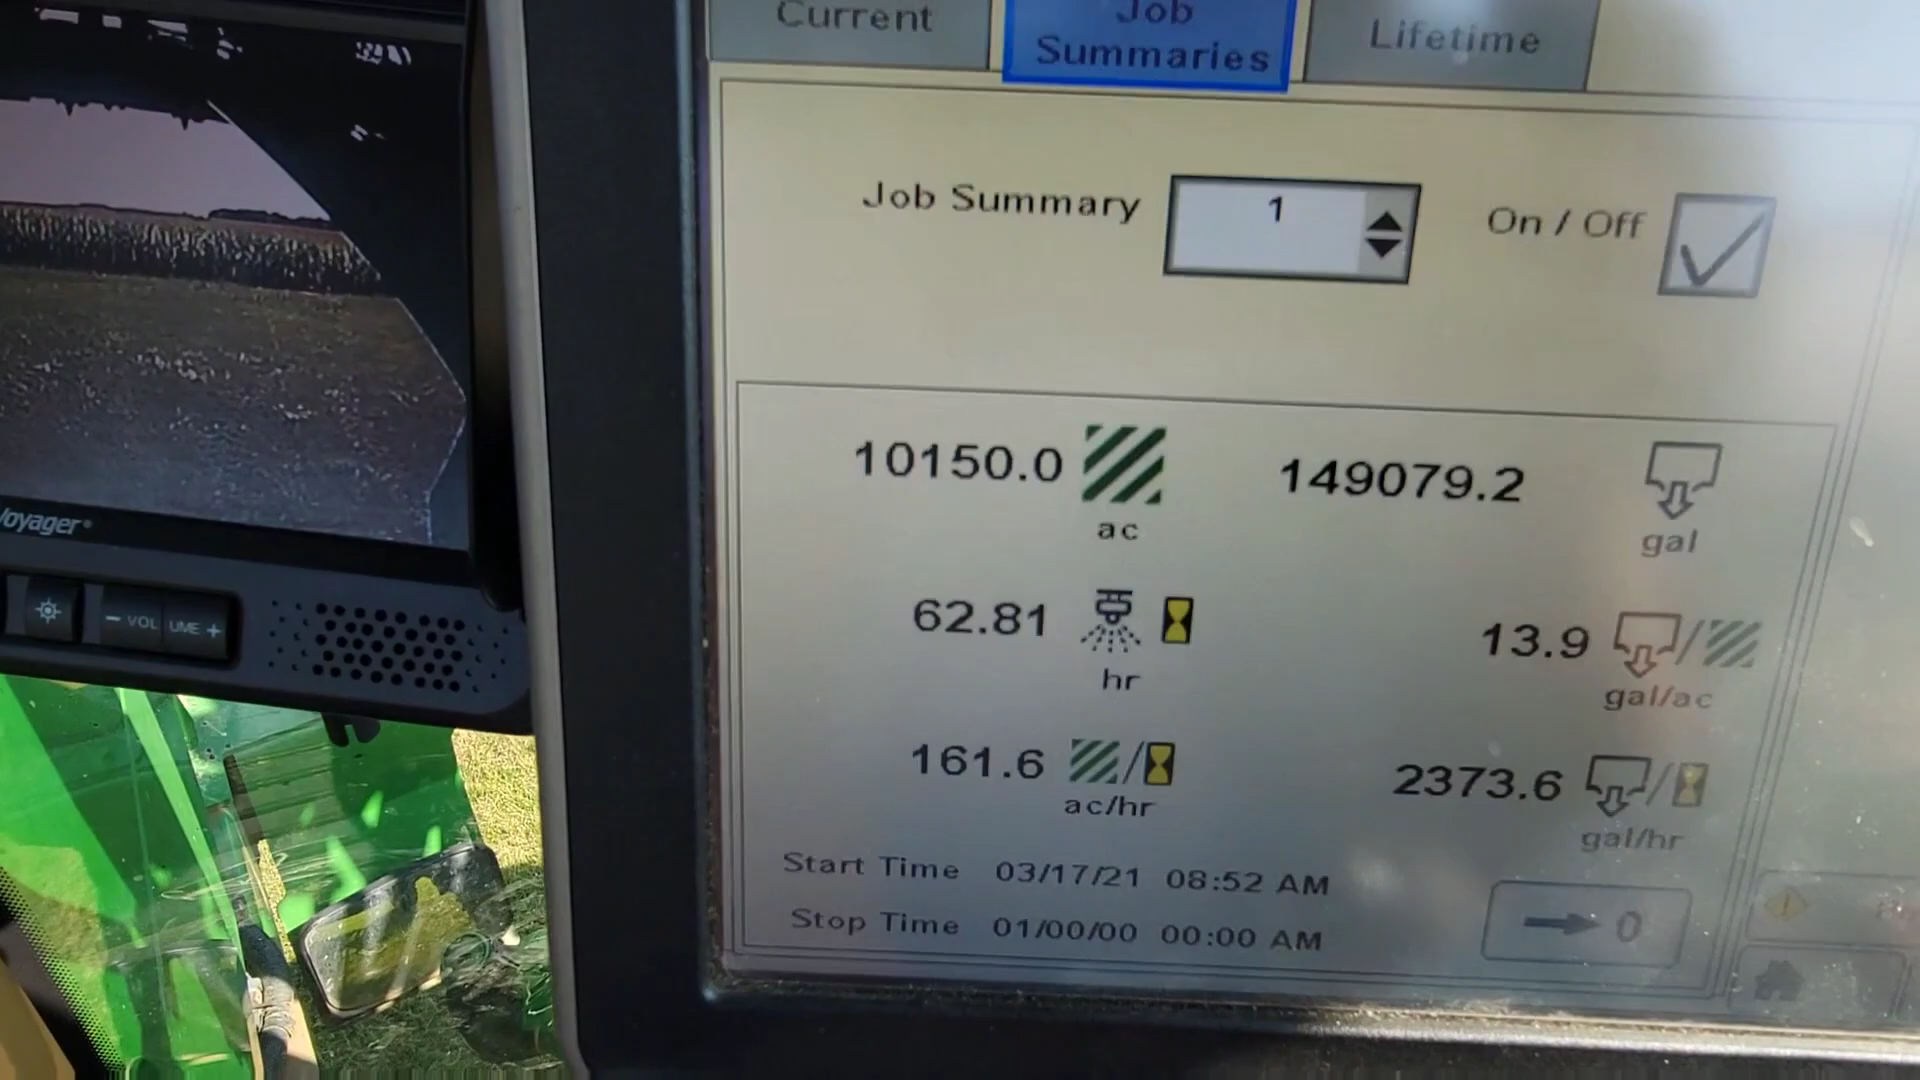 Current
Job
Summaries
Lifetime
Job Summary 1 On / Off
10150.0 ac
149079.2 gal
62.81 hr
13.9 gal/ac
161.6 ac/hr
2373.6 gal/hr
Start Time 03/17/21 08:52 AM
Stop Time 01/00/00 00:00 AM
0
Voyager®
− VOL UME +